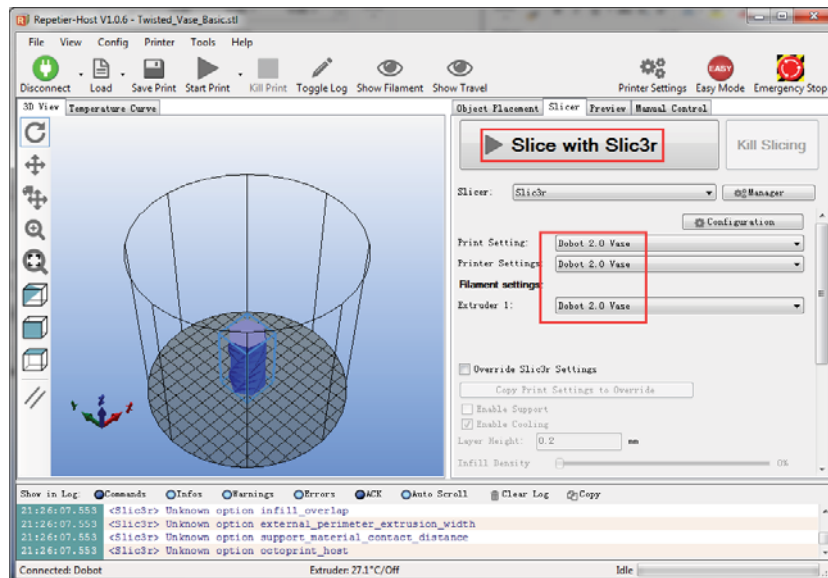 Repetier-Host V1.0.6 - Twisted_Vase_Basic.stl
File View Config Printer Tools Help
Disconnect Load Save Print Start Print Kill Print Toggle Log Show Filament Show Travel Printer Settings Easy Mode Emergency Stop
EASY
3D View Temperature Curve
Object Placement Slicer Preview Manual Control
Slice with Slic3r
Kill Slicing
Slicer: Slic3r Manager
Configuration
Print Setting: Dobot 2.0 Vase
Printer Settings Dobot 2.0 Vase
Filament settings:
Extruder 1: Dobot 2.0 Vase
Override Slic3r Settings
Copy Print Settings to Override
Enable Support
Enable Cooling
Layer Height: 0.2 mm
Infill Density 0%
Show in Log: Commands Infos Warnings Errors ACK Auto Scroll Clear Log Copy
21:26:07.553 <Slic3r> Unknown option infill_overlap
21:26:07.553 <Slic3r> Unknown option external_perimeter_extrusion_width
21:26:07.553 <Slic3r> Unknown option support_material_contact_distance
21:26:07.553 <Slic3r> Unknown option octoprint_host
Connected: Dobot Extruder: 27.1°C/Off Idle